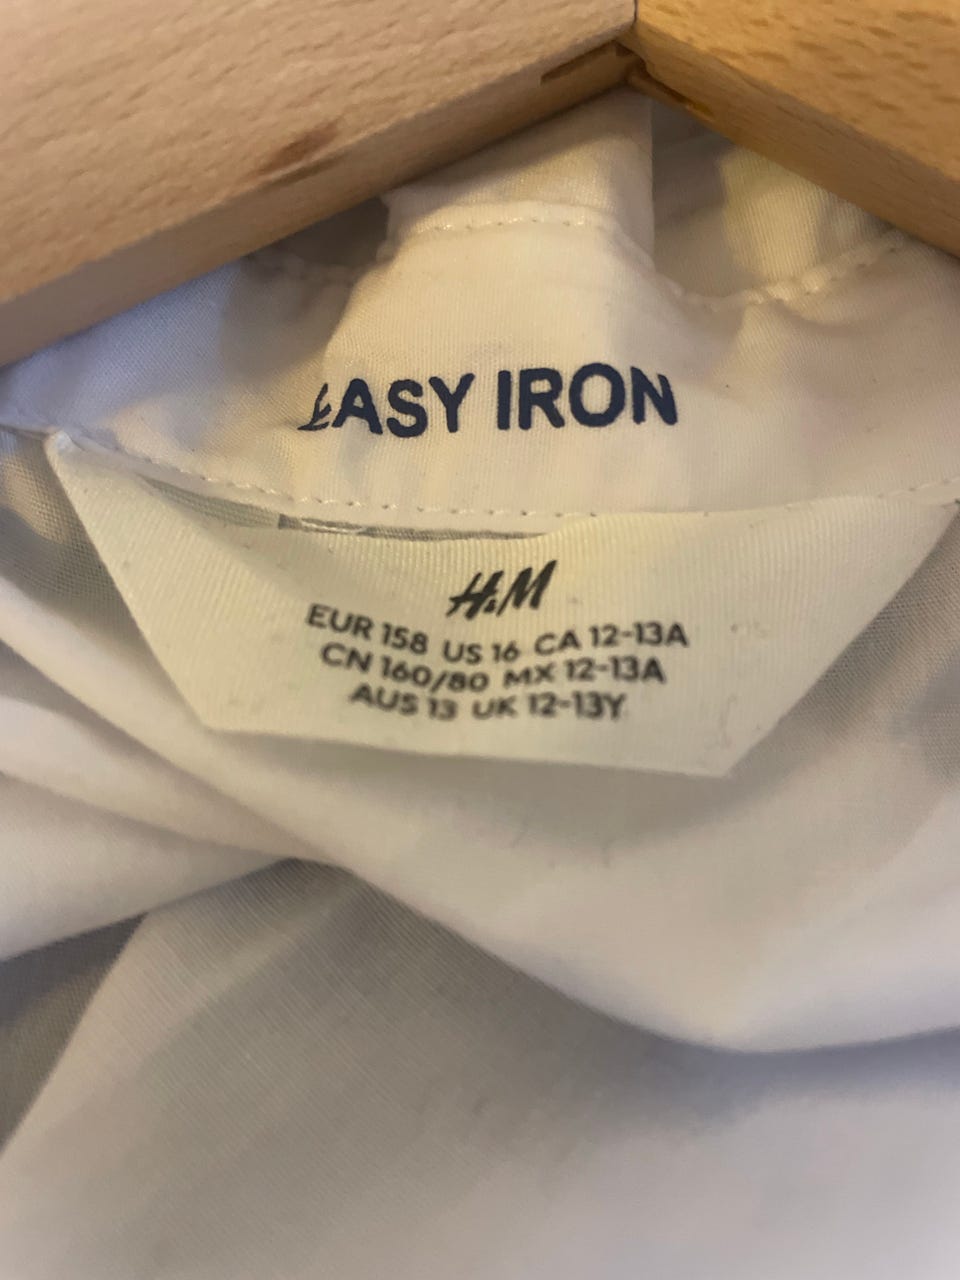 EASY IRON
H&M
EUR 158 US 16 CA 12-13A
CN 160/80 MX 12-13A
AUS 13 UK 12-13Y